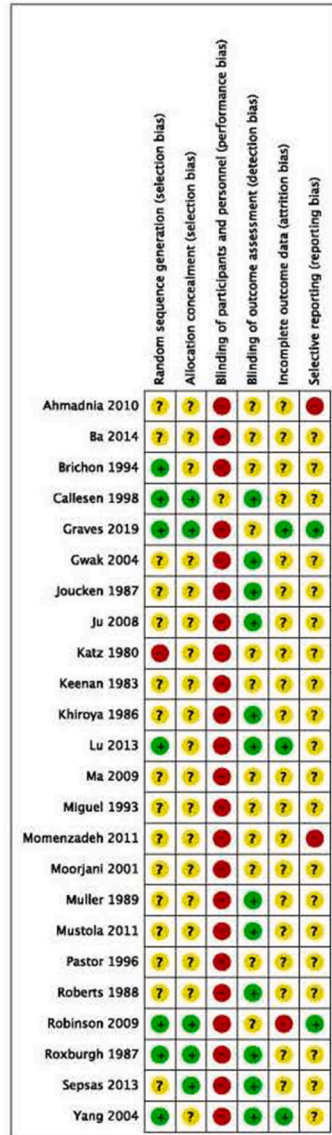 Random sequence generation (selection bias)
Allocation concealment (selection bias)
Blinding of participants and personnel (performance bias)
Blinding of outcome assessment (detection bias)
Incomplete outcome data (attrition bias)
Selective reporting (reporting bias)
Ahmadnia 2010 ? ? - ? ? -
Ba 2014 ? ? - ? ? ?
Brichon 1994 + ? - ? ? ?
Callesen 1998 + + ? + ? ?
Graves 2019 + + - ? + +
Gwak 2004 ? ? - + ? ?
Joucken 1987 ? ? - + ? ?
Ju 2008 ? ? - + ? ?
Katz 1980 - ? - ? ? ?
Keenan 1983 ? ? - ? ? ?
Khiroya 1986 ? ? - + ? ?
Lu 2013 + ? - + + ?
Ma 2009 ? ? - ? ? ?
Miguel 1993 ? ? - ? ? ?
Momenzadeh 2011 ? ? - ? ? -
Moorjani 2001 ? ? - ? ? ?
Muller 1989 ? ? - + ? ?
Mustola 2011 ? ? - + ? ?
Pastor 1996 ? ? - ? ? ?
Roberts 1988 ? ? - + ? ?
Robinson 2009 + + - ? - +
Roxburgh 1987 + + - + ? ?
Sepsas 2013 ? + - + ? ?
Yang 2004 + ? - + + ?